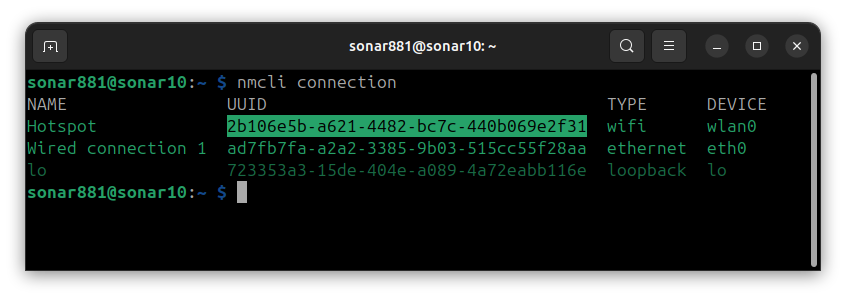 sonar881@sonar10: ~
sonar881@sonar10:~ $ nmcli connection
NAME                UUID                                  TYPE      DEVICE
Hotspot             2b106e5b-a621-4482-bc7c-440b069e2f31  wifi      wlan0
Wired connection 1  ad7fb7fa-a2a2-3385-9b03-515cc55f28aa  ethernet  eth0
lo                  723353a3-15de-404e-a089-4a72eabb116e  loopback  lo
sonar881@sonar10:~ $